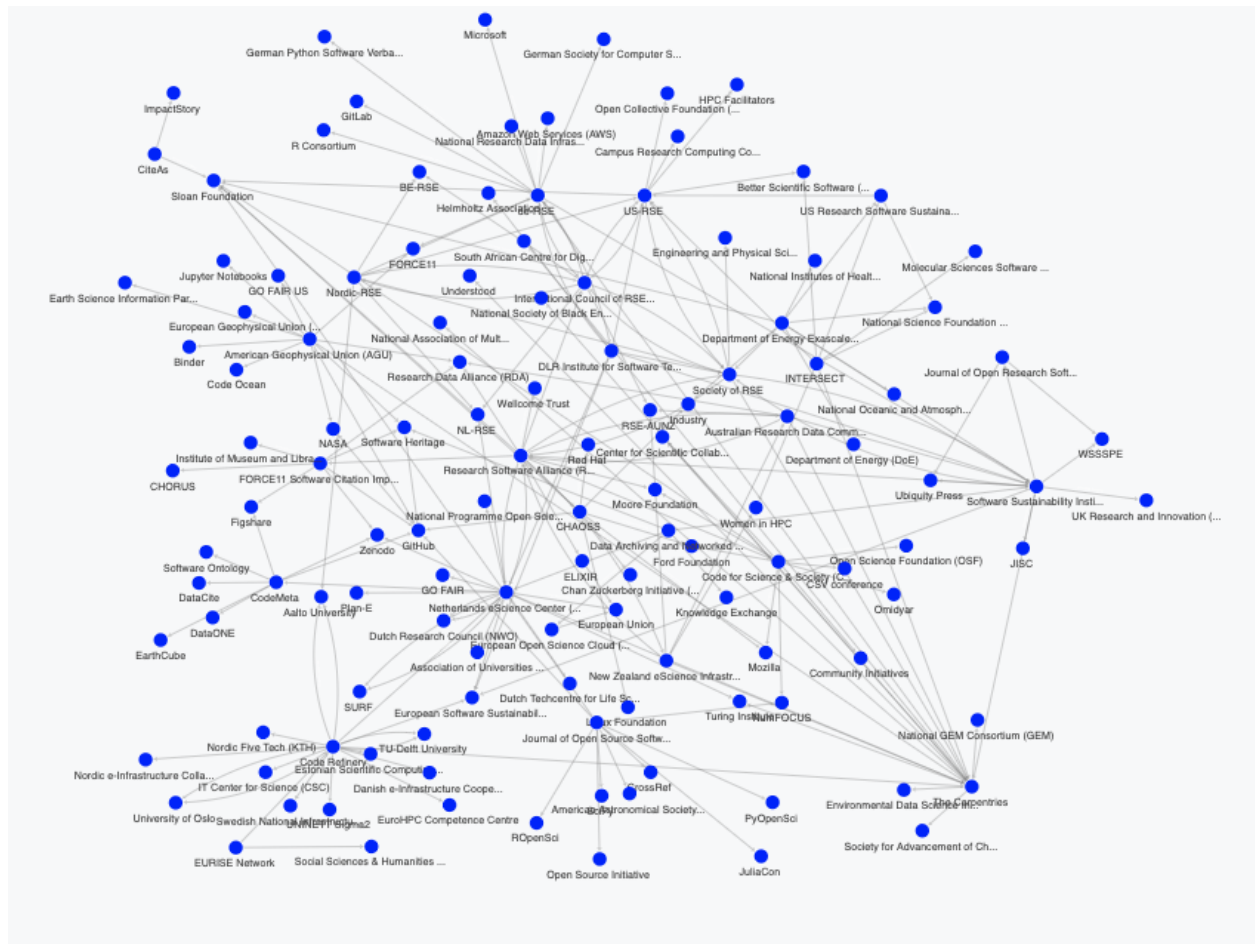 Microsoft
German Python Software Verba...
German Society for Computer S...
ImpactStory
GitLab
Open Collective Foundation (...
HPC Facilitators
R Consortium
Amazon Web Services (AWS)
National Research Data Infras...
Campus Research Computing Co...
CiteAs
Sloan Foundation
BE-RSE
Helmholtz Association
de-RSE
US-RSE
Better Scientific Software (...
US Research Software Sustaina...
FORCE11
South African Centre for Dig...
Engineering and Physical Sci...
National Institutes of Healt...
Molecular Sciences Software ...
Jupyter Notebooks
GO FAIR US
Nordic-RSE
Understood
International Council of RSE...
Earth Science Information Par...
National Society of Black En...
National Science Foundation ...
European Geophysical Union (...
National Association of Mult...
Department of Energy Exascale...
American Geophysical Union (AGU)
Binder
Code Ocean
Research Data Alliance (RDA)
DLR Institute for Software Te...
Society of RSE
INTERSECT
Journal of Open Research Soft...
Wellcome Trust
National Oceanic and Atmosph...
NL-RSE
RSE-AUNZ
Industry
Australian Research Data Comm...
NASA
Software Heritage
Institute of Museum and Libra...
Red Hat
Center for Scientific Collab...
Department of Energy (DoE)
WSSSPE
CHORUS
FORCE11 Software Citation Imp...
Research Software Alliance (R...
Ubiquity Press
Software Sustainability Insti...
UK Research and Innovation (...
Figshare
National Programme Open Scie...
Moore Foundation
CHAOSS
Women in HPC
Zenodo
GitHub
Data Archiving and Networked ...
Ford Foundation
Open Science Foundation (OSF)
JISC
Software Ontology
ELIXIR
Code for Science & Society (C...
CSV conference
DataCite
CodeMeta
Aalto University
Plan-E
GO FAIR
Netherlands eScience Center (...
Chan Zuckerberg Initiative (...
Knowledge Exchange
Omidyar
DataONE
European Union
EarthCube
Dutch Research Council (NWO)
European Open Science Cloud (...
Association of Universities ...
New Zealand eScience Infrastr...
Mozilla
Community Initiatives
SURF
European Software Sustainabil...
Dutch Techcentre for Life Sc...
Linux Foundation
Turing Institute
NumFOCUS
Journal of Open Source Softw...
National GEM Consortium (GEM)
Nordic Five Tech (KTH)
Code Refinery
TU-Delft University
Nordic e-Infrastructure Colla...
IT Center for Science (CSC)
Danish e-Infrastructure Coope...
CrossRef
American Astronomical Society...
SciPy
Environmental Data Science In...
The Carpentries
University of Oslo
UNINETT Sigma2
EuroHPC Competence Centre
ROpenSci
PyOpenSci
Society for Advancement of Ch...
EURISE Network
Social Sciences & Humanities ...
Open Source Initiative
JuliaCon